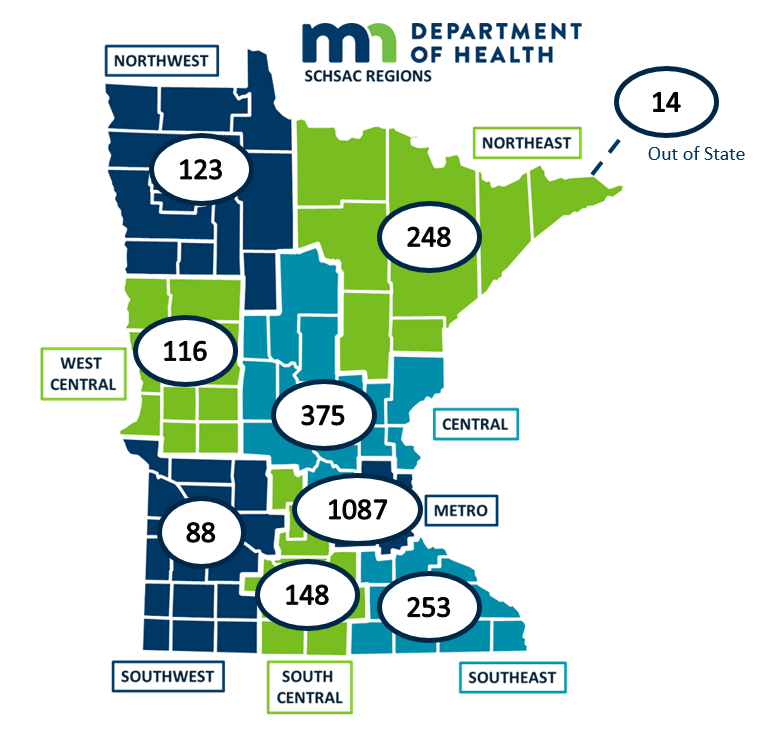 mn DEPARTMENT
OF HEALTH
SCHSAC REGIONS
NORTHWEST
14
Out of State
NORTHEAST
123
248
WEST
CENTRAL
116
375
CENTRAL
1087
METRO
88
148
253
SOUTHWEST
SOUTH
CENTRAL
SOUTHEAST